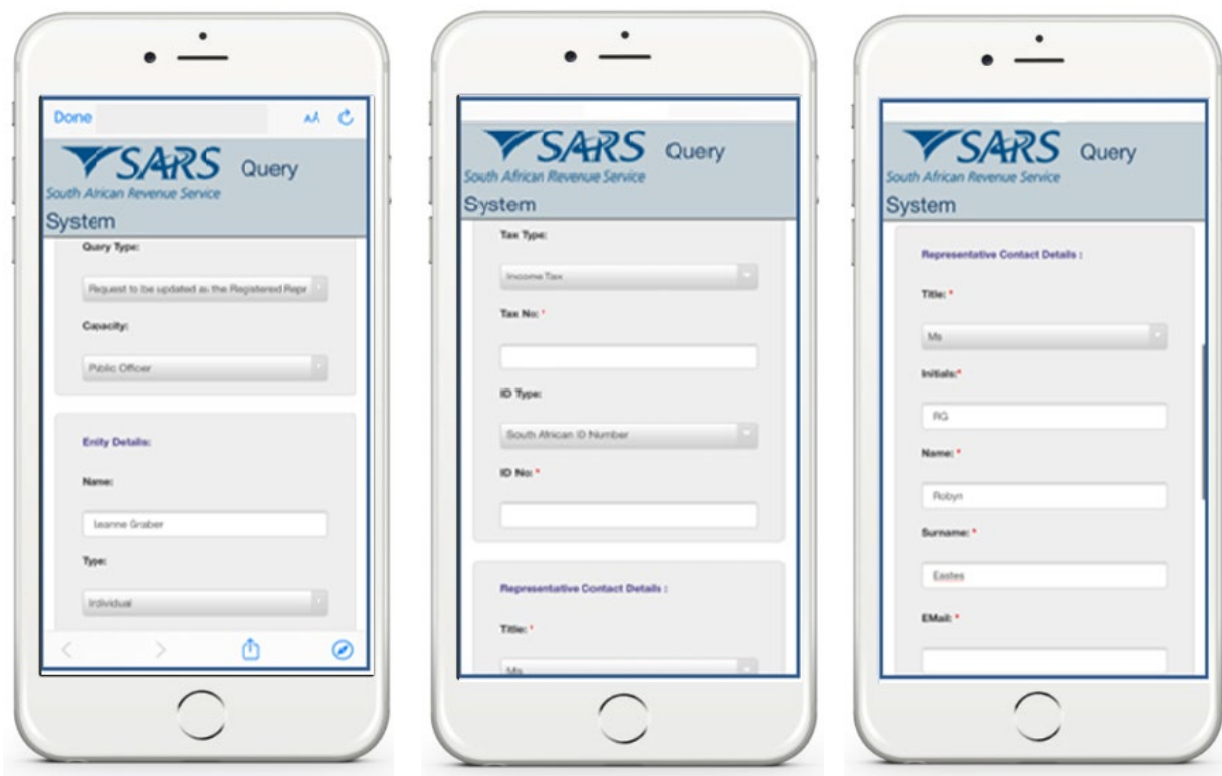 Done
AA
SARS Query
South African Revenue Service
System
Query Type:
Request to be updated as the Registered Repr
Capacity:
Public Officer
Enity Details:
Name:
Leanne Graber
Type:
Individual
SARS Query
South African Revenue Service
System
Tax Type:
Income Tax
Tax No: *
ID Type:
South African ID Number
ID No: *
Representative Contact Details :
Title: *
Ms
SARS Query
South African Revenue Service
System
Representative Contact Details :
Title: *
Ms
Initials:*
RG
Name: *
Robyn
Surname: *
Eastes
EMail: *